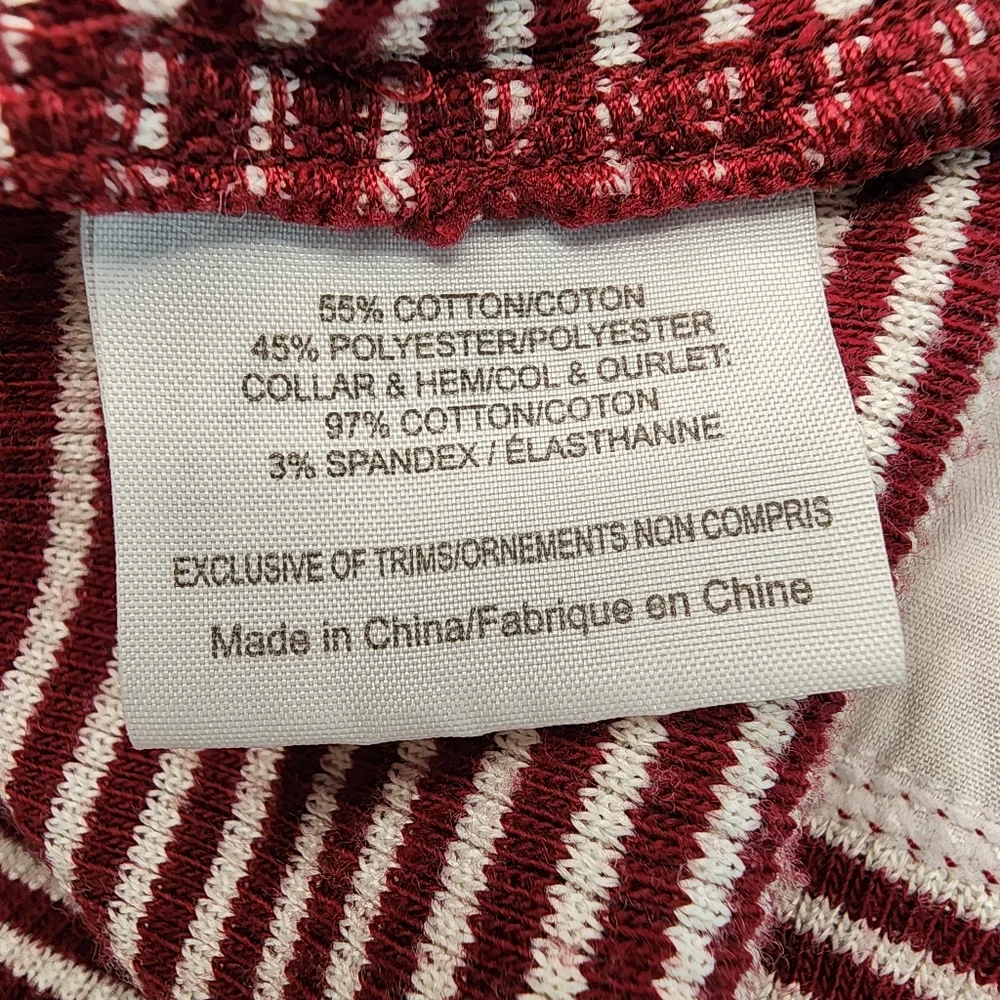 55% COTTON/COTON
45% POLYESTER/POLYESTER
COLLAR & HEM/COL & OURLET:
97% COTTON/COTON
3% SPANDEX / ÉLASTHANNE
EXCLUSIVE OF TRIMS/ORNEMENTS NON COMPRIS
Made in China/Fabrique en Chine